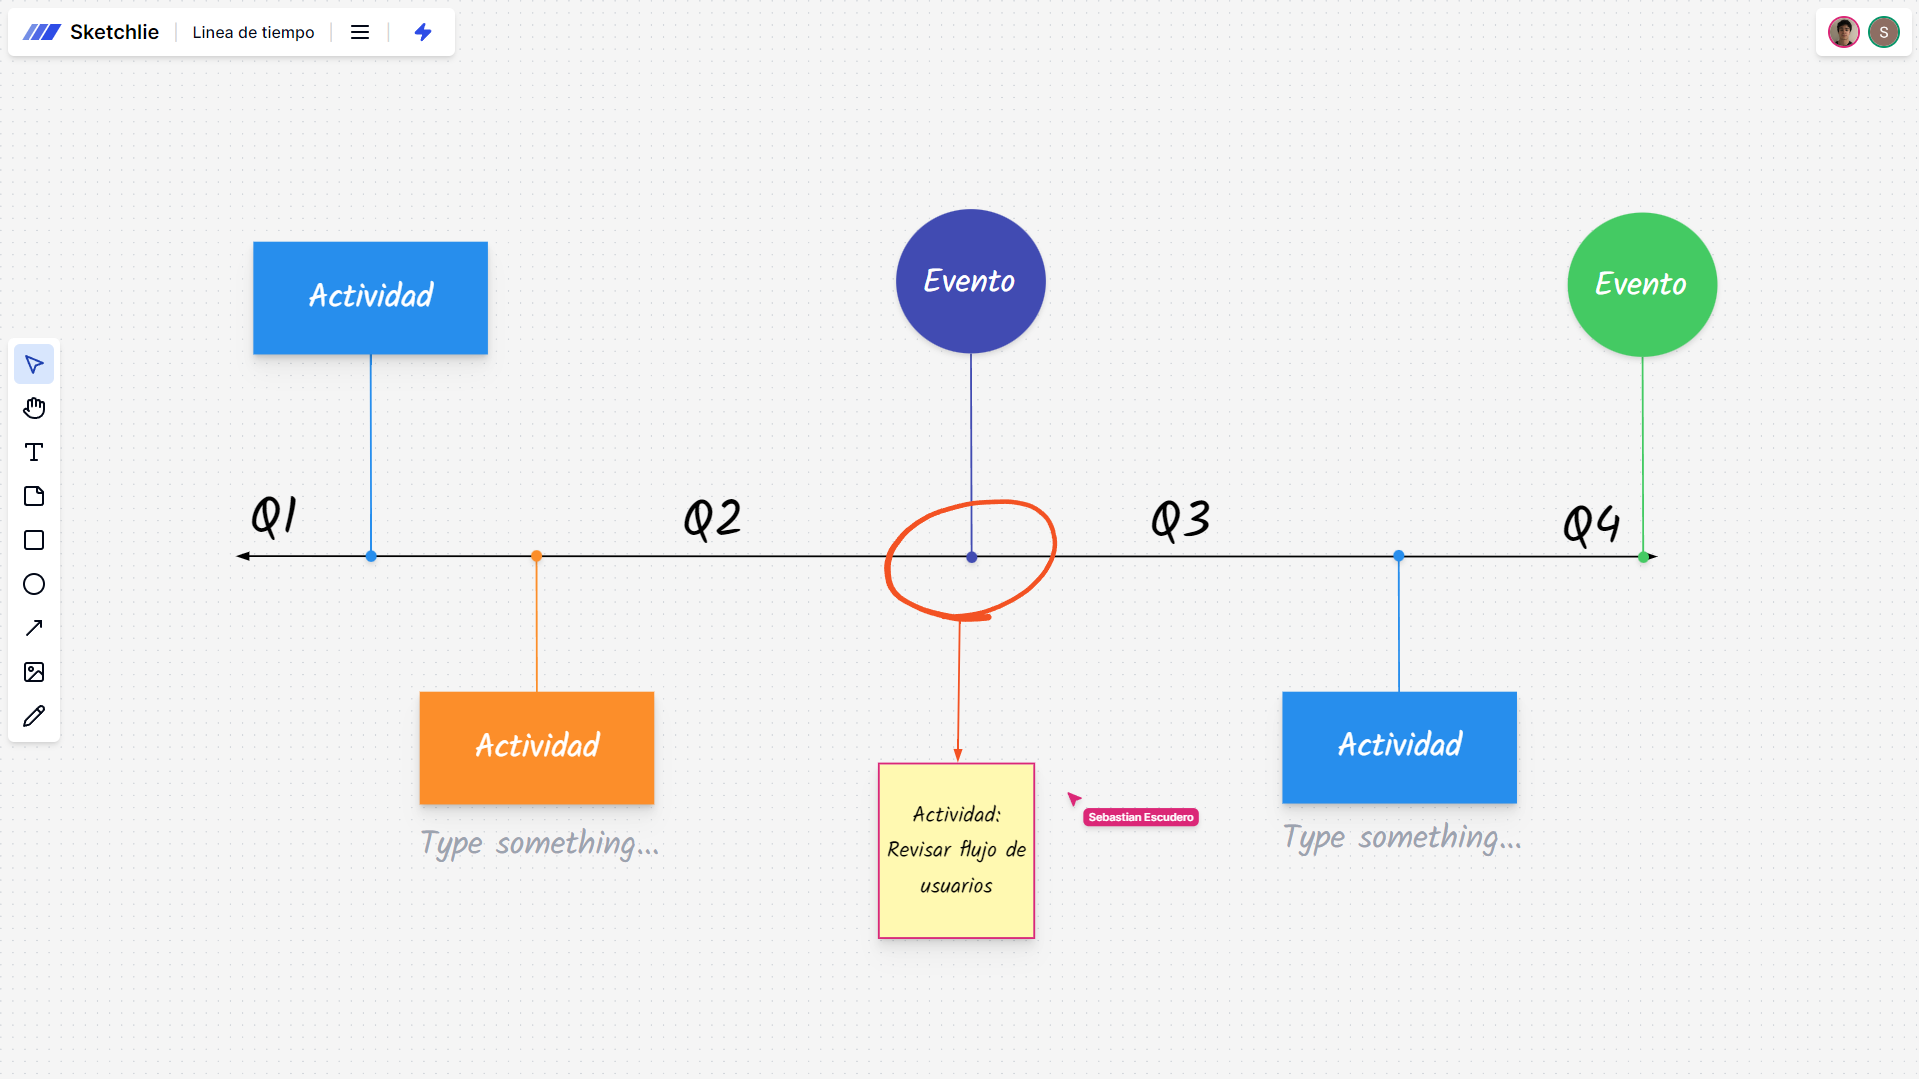 Sketchlie
Linea de tiempo
S
Actividad
Evento
Evento
Q1
Q2
Q3
Q4
Actividad
Type something...
Actividad:
Revisar flujo de
usuarios
Sebastian Escudero
Actividad
Type something...